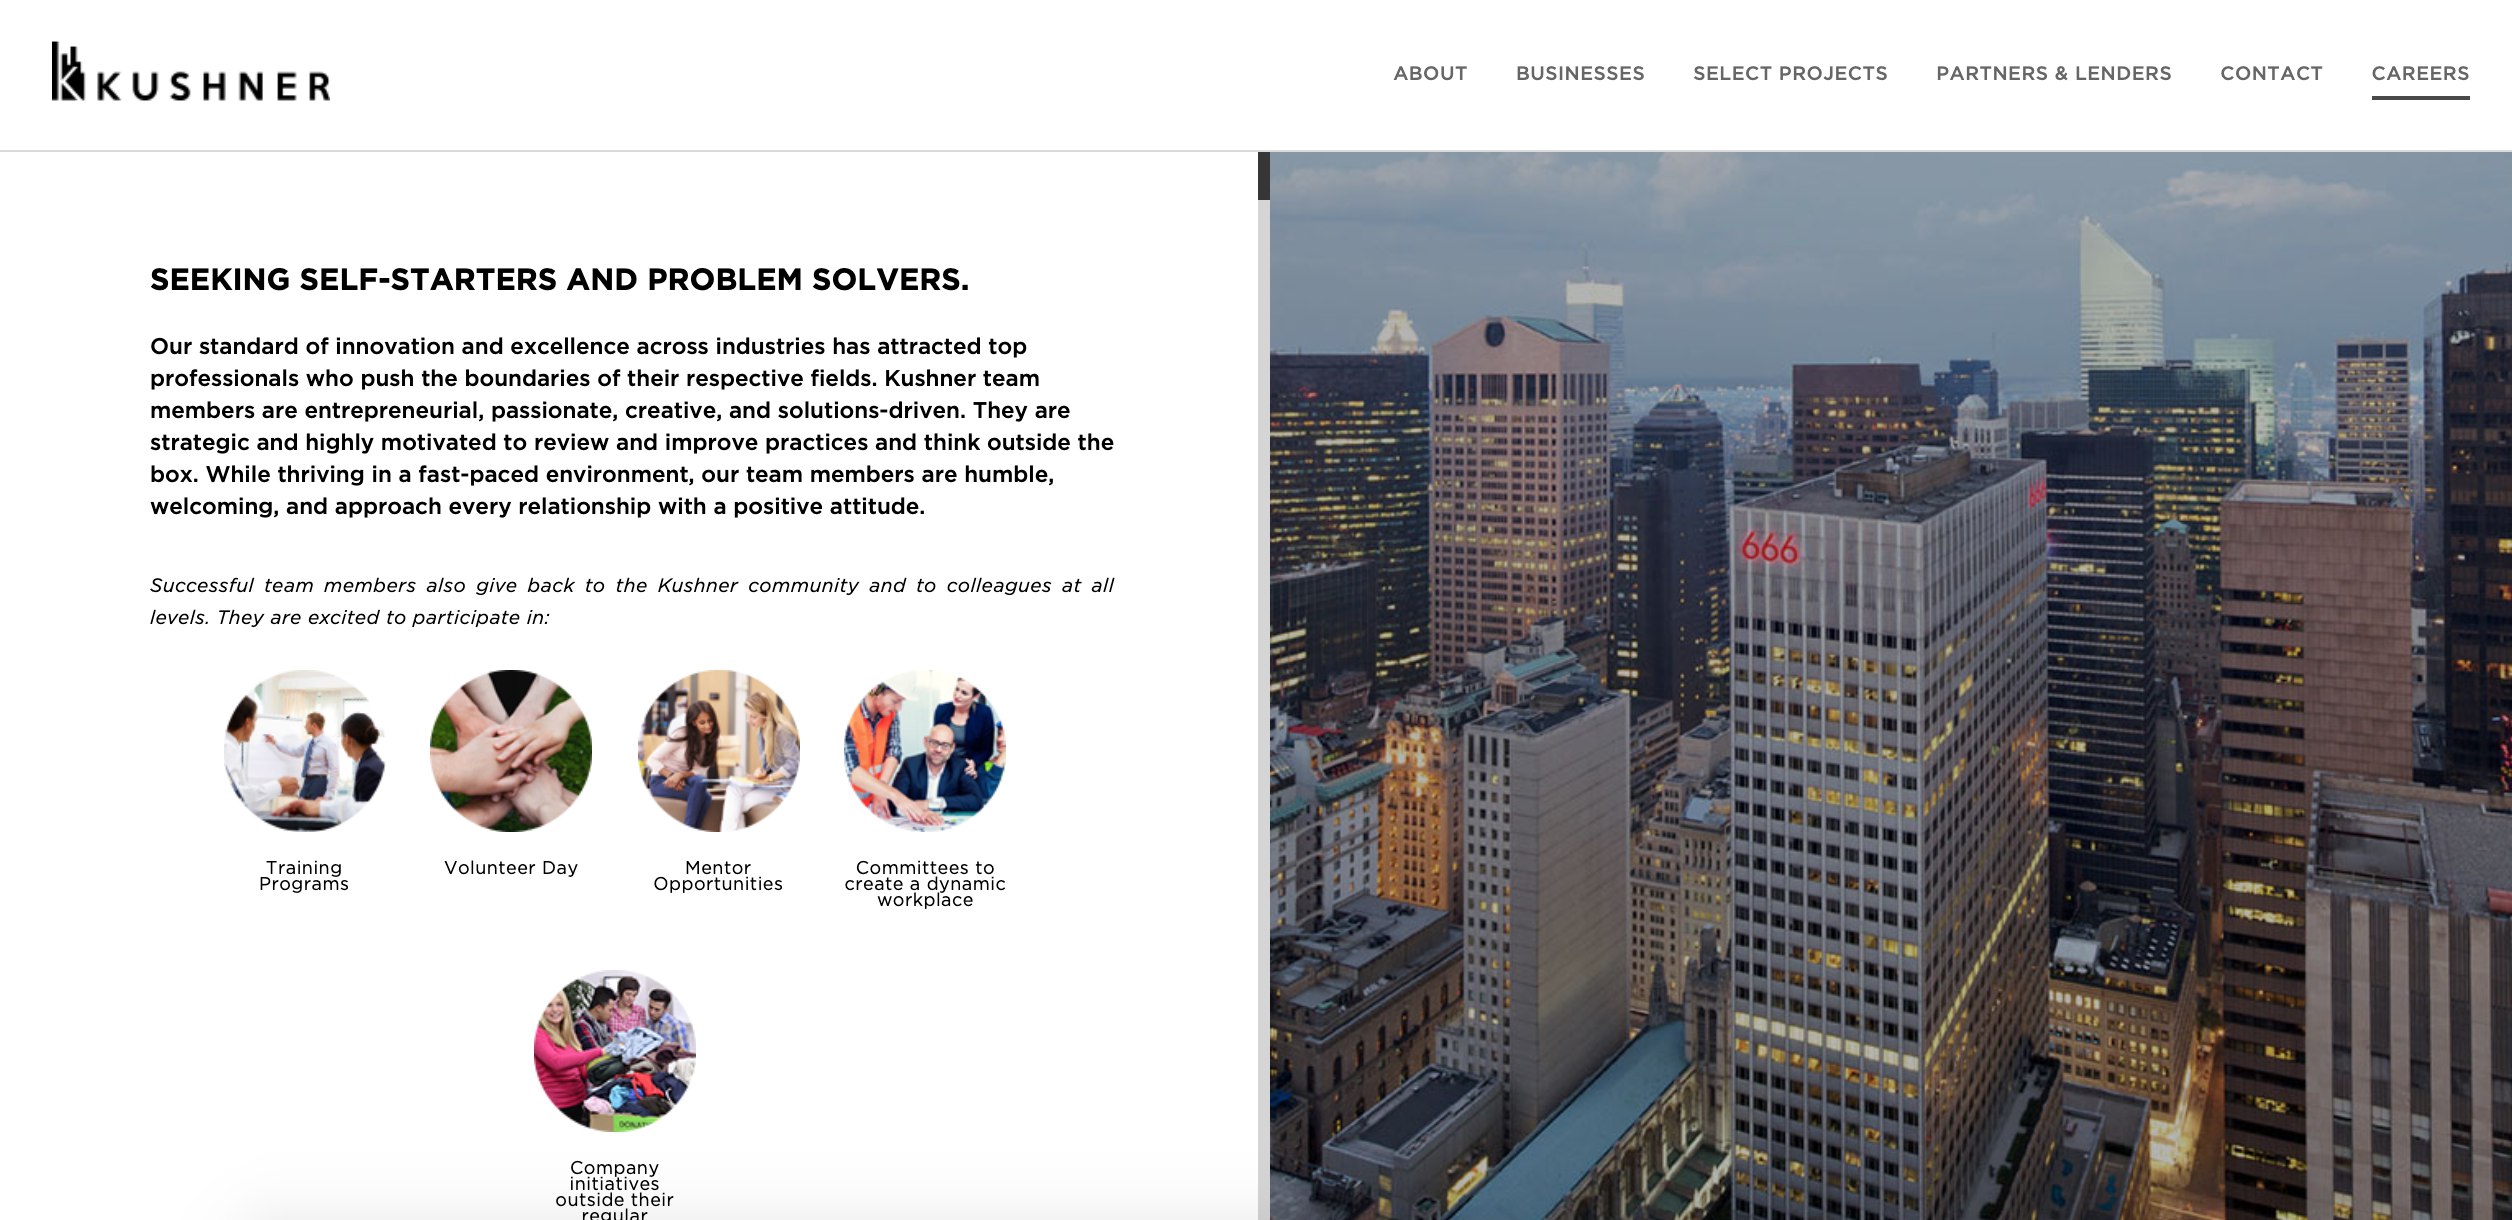 KUSHNER
ABOUT
BUSINESSES
SELECT PROJECTS
PARTNERS & LENDERS
CONTACT
CAREERS
SEEKING SELF-STARTERS AND PROBLEM SOLVERS.
Our standard of innovation and excellence across industries has attracted top
professionals who push the boundaries of their respective fields. Kushner team
members are entrepreneurial, passionate, creative, and solutions-driven. They are
strategic and highly motivated to review and improve practices and think outside the
box. While thriving in a fast-paced environment, our team members are humble,
welcoming, and approach every relationship with a positive attitude.
Successful team members also give back to the Kushner community and to colleagues at all
levels. They are excited to participate in:
Training
Programs
Volunteer Day
Mentor
Opportunities
Committees to
create a dynamic
workplace
Company
initiatives
outside their
regular
666
666